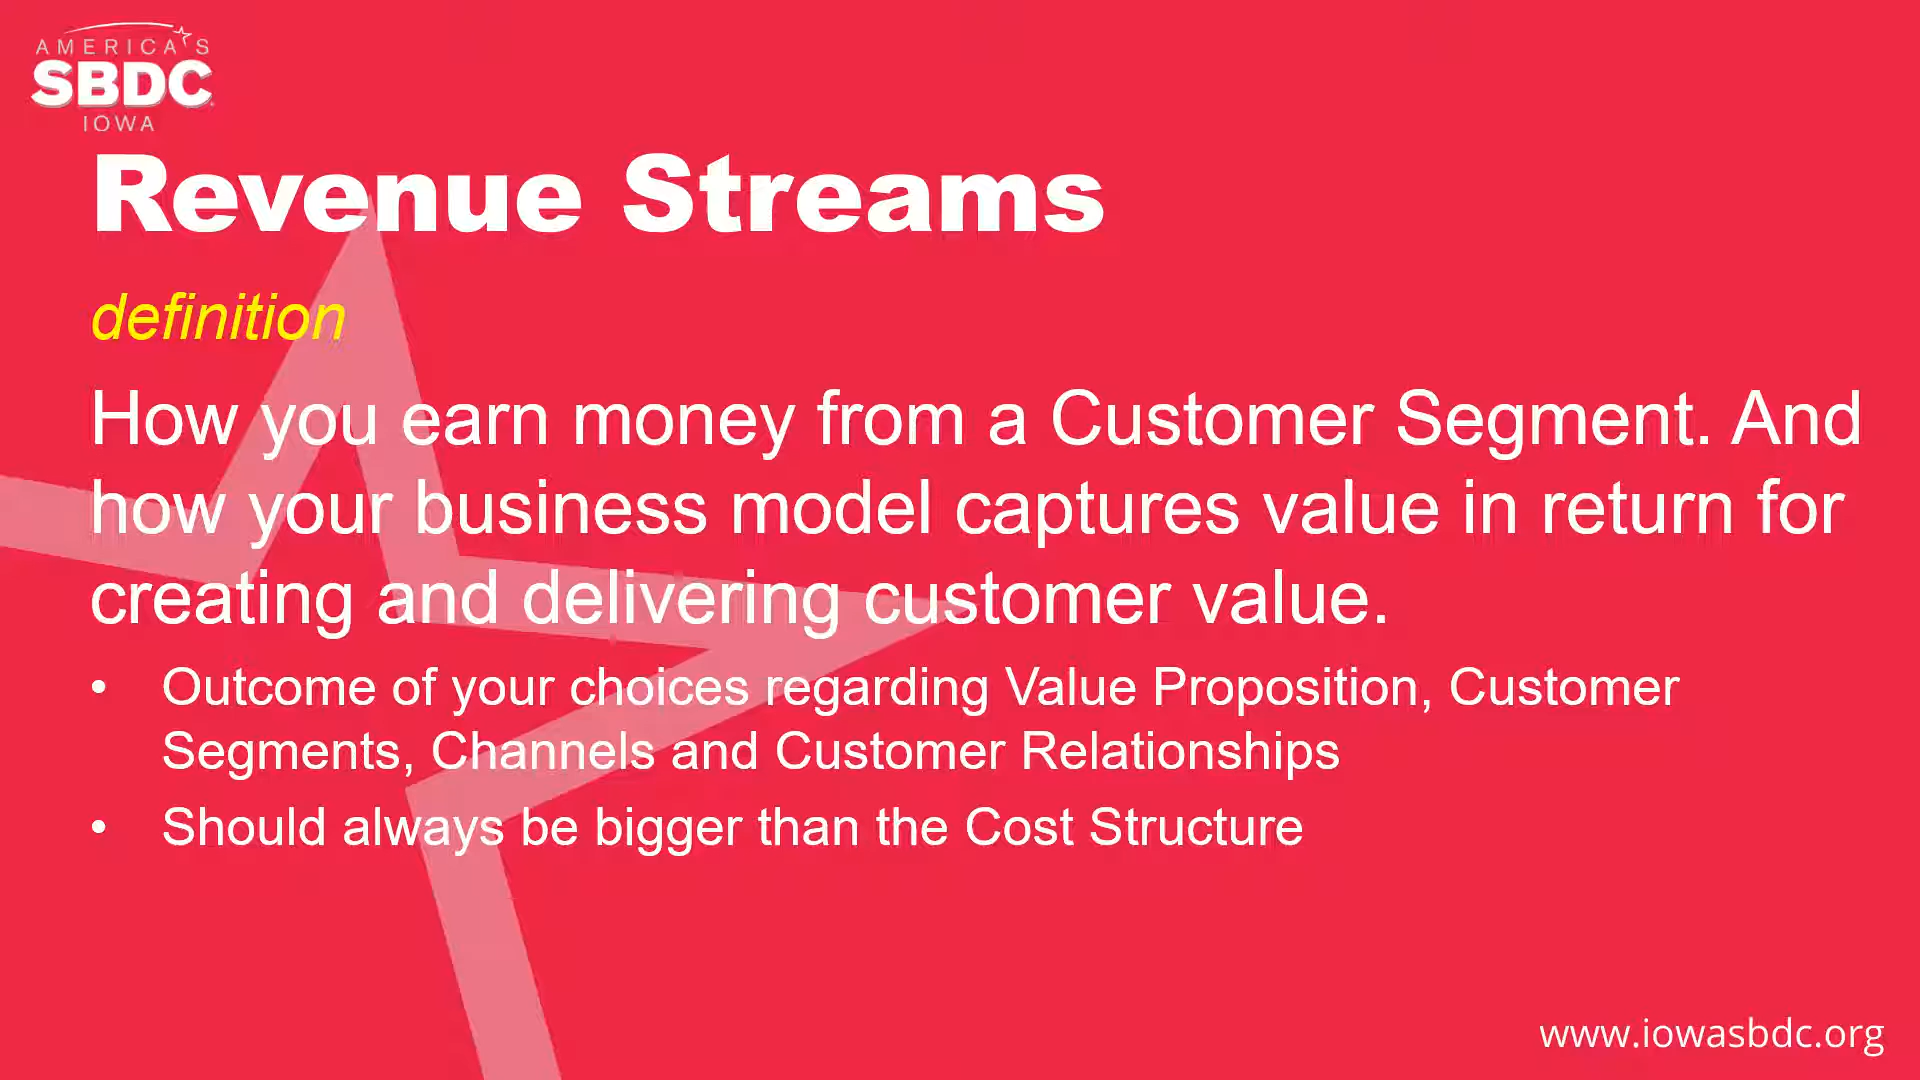 AMERICA'S
SBDC
IOWA
Revenue Streams
definition
How you earn money from a Customer Segment. And
how your business model captures value in return for
creating and delivering customer value.
• Outcome of your choices regarding Value Proposition, Customer
Segments, Channels and Customer Relationships
• Should always be bigger than the Cost Structure
www.iowasbdc.org